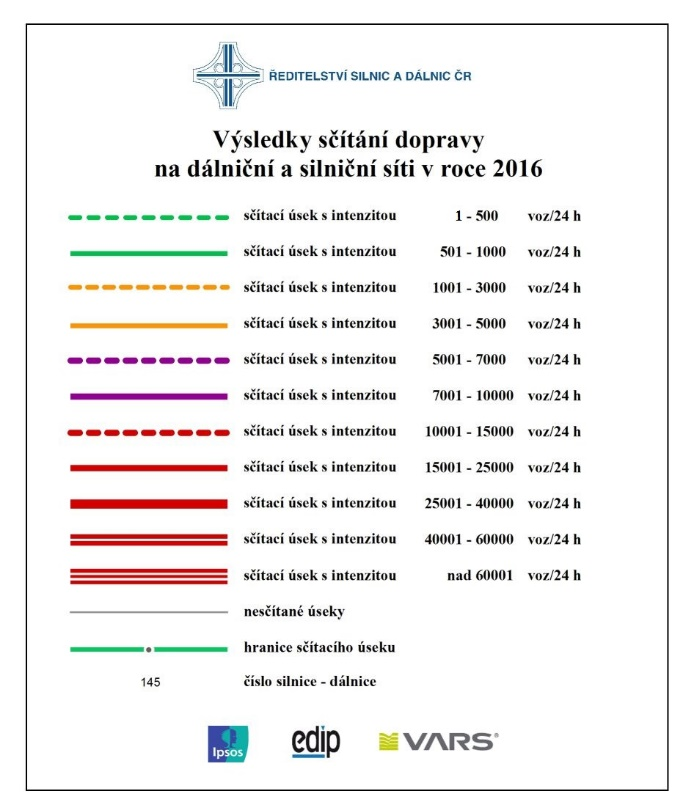 ŘEDITELSTVÍ SILNIC A DÁLNIC ČR
Výsledky sčítání dopravy
na dálniční a silniční síti v roce 2016
sčítací úsek s intenzitou 1 - 500 voz/24 h
sčítací úsek s intenzitou 501 - 1000 voz/24 h
sčítací úsek s intenzitou 1001 - 3000 voz/24 h
sčítací úsek s intenzitou 3001 - 5000 voz/24 h
sčítací úsek s intenzitou 5001 - 7000 voz/24 h
sčítací úsek s intenzitou 7001 - 10000 voz/24 h
sčítací úsek s intenzitou 10001 - 15000 voz/24 h
sčítací úsek s intenzitou 15001 - 25000 voz/24 h
sčítací úsek s intenzitou 25001 - 40000 voz/24 h
sčítací úsek s intenzitou 40001 - 60000 voz/24 h
sčítací úsek s intenzitou nad 60001 voz/24 h
nesčítané úseky
hranice sčítacího úseku
145 číslo silnice - dálnice
Ipsos edip VARS®